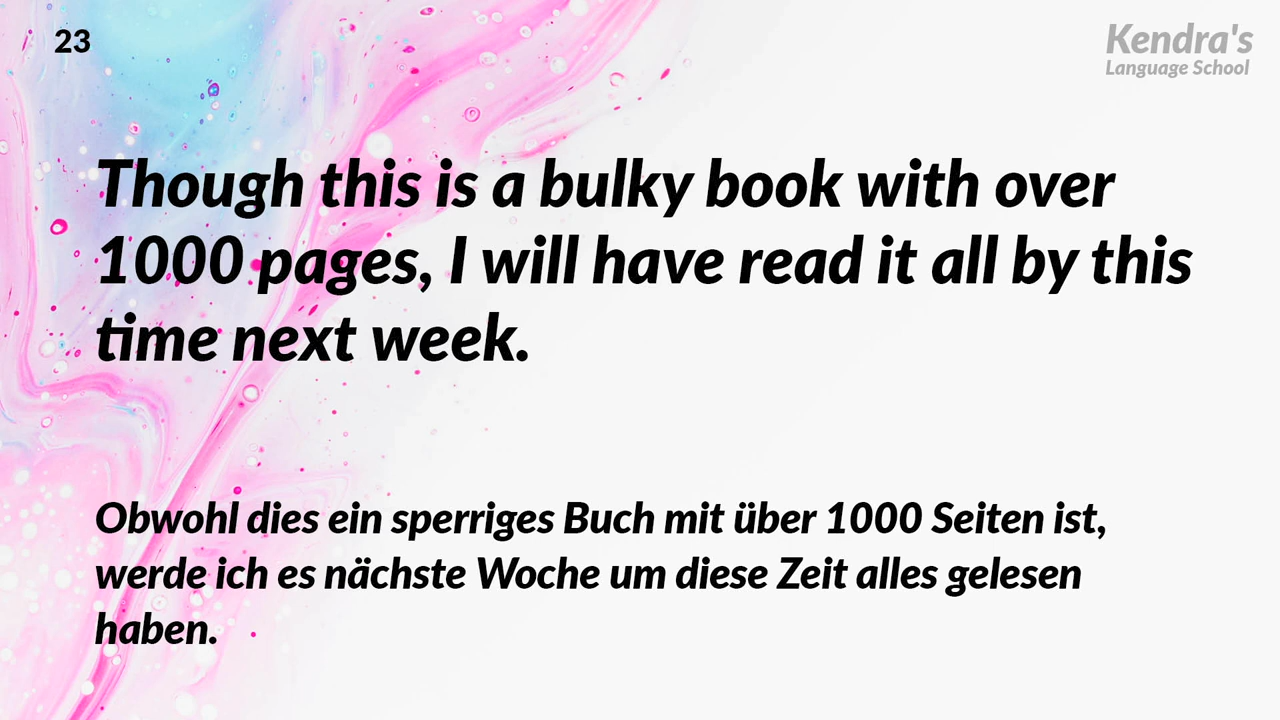 23
Kendra's
Language School
Though this is a bulky book with over
1000 pages, I will have read it all by this
time next week.
Obwohl dies ein sperriges Buch mit über 1000 Seiten ist,
werde ich es nächste Woche um diese Zeit alles gelesen
haben.